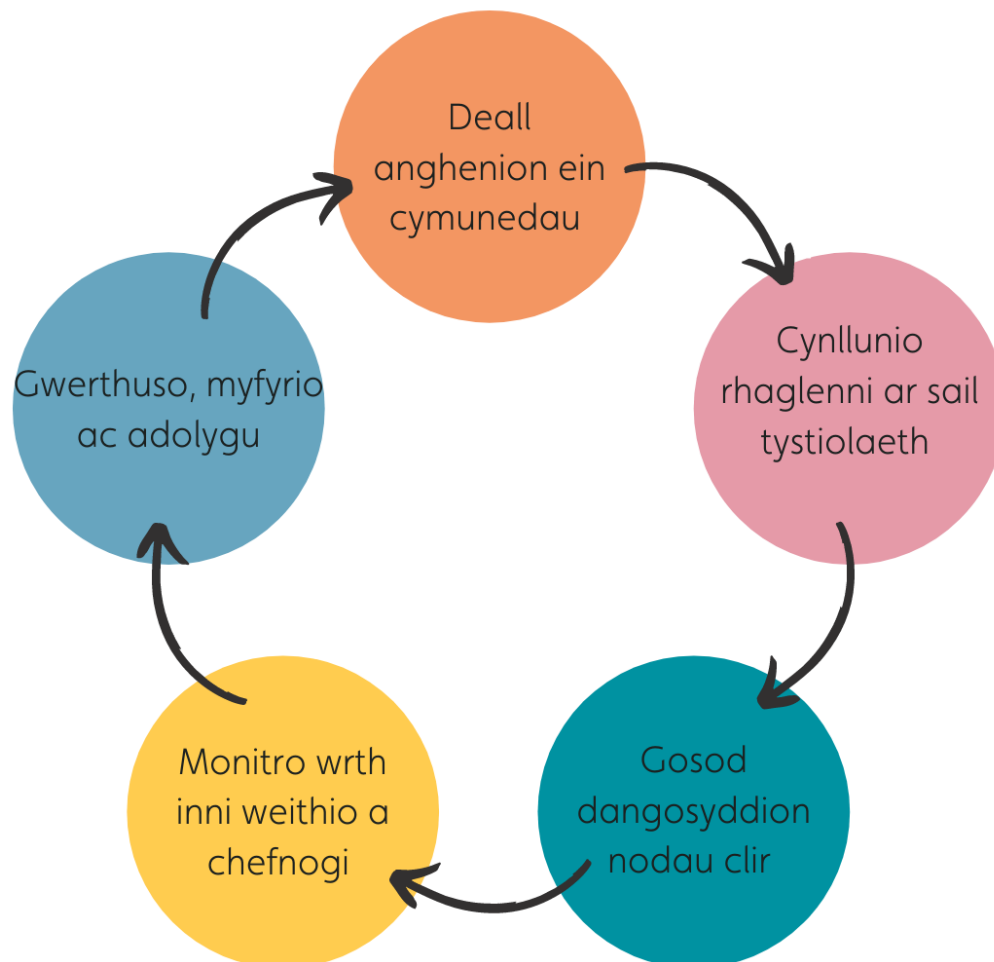 Deall
anghenion ein
cymunedau
Cynllunio
rhaglenni ar sail
tystiolaeth
Gosod
dangosyddion
nodau clir
Monitro wrth
inni weithio a
chefnogi
Gwerthuso, myfyrio
ac adolygu